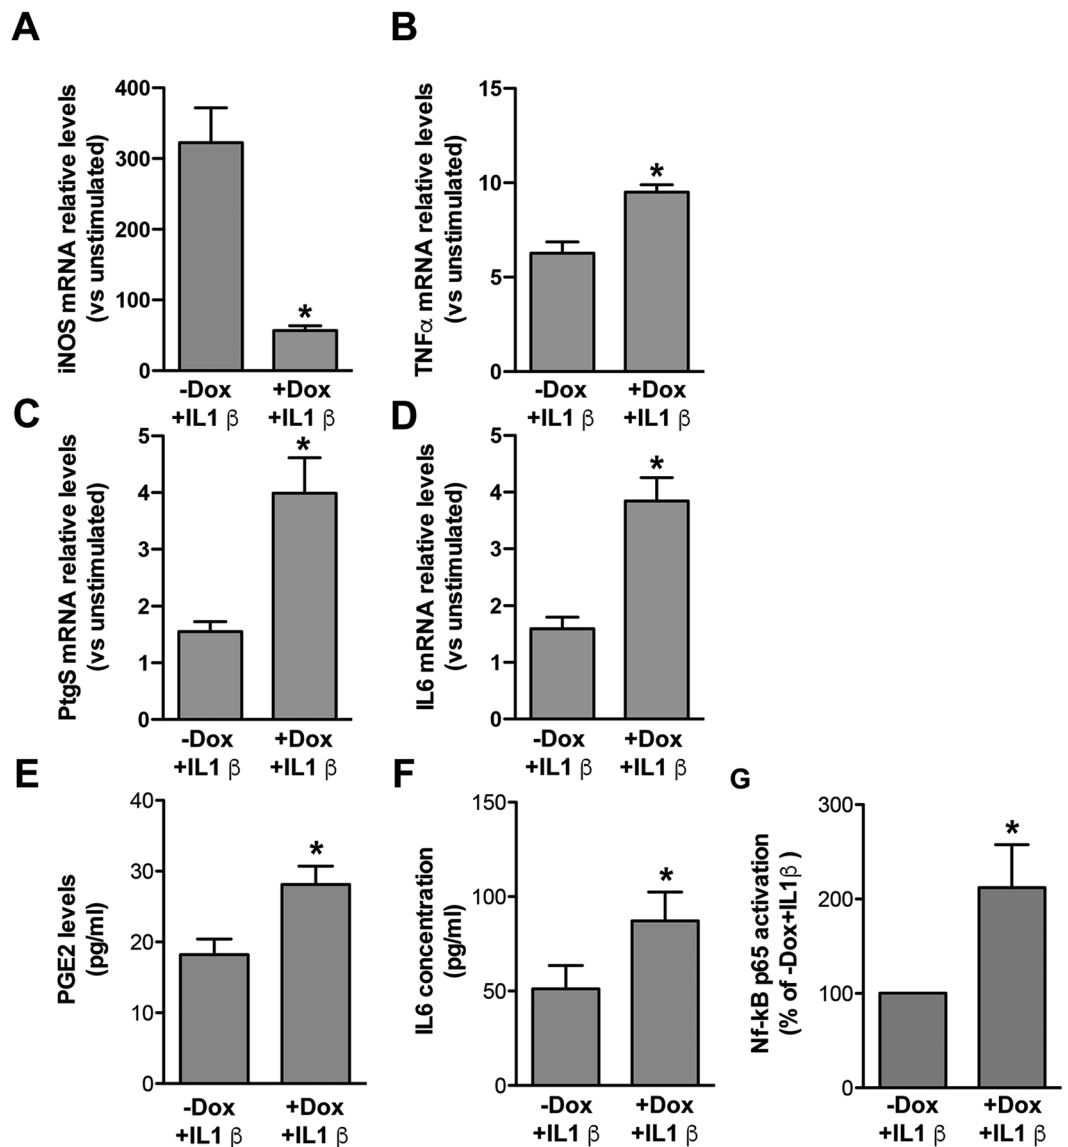 A
iNOS mRNA relative levels
(vs unstimulated)
400
300
200
100
0
*
-Dox +Dox
+IL1 β +IL1 β
B
TNFα mRNA relative levels
(vs unstimulated)
15
10
5
0
*
-Dox +Dox
+IL1 β +IL1 β
C
PtgS mRNA relative levels
(vs unstimulated)
5
4
3
2
1
0
*
-Dox +Dox
+IL1 β +IL1 β
D
IL6 mRNA relative levels
(vs unstimulated)
5
4
3
2
1
0
*
-Dox +Dox
+IL1 β +IL1 β
E
PGE2 levels
(pg/ml)
40
30
20
10
0
*
-Dox +Dox
+IL1 β +IL1 β
F
IL6 concentration
(pg/ml)
150
100
50
0
*
-Dox +Dox
+IL1 β +IL1 β
G
Nf-kB p65 activation
(% of -Dox+IL1β )
300
200
100
0
*
-Dox +Dox
+IL1 β +IL1 β